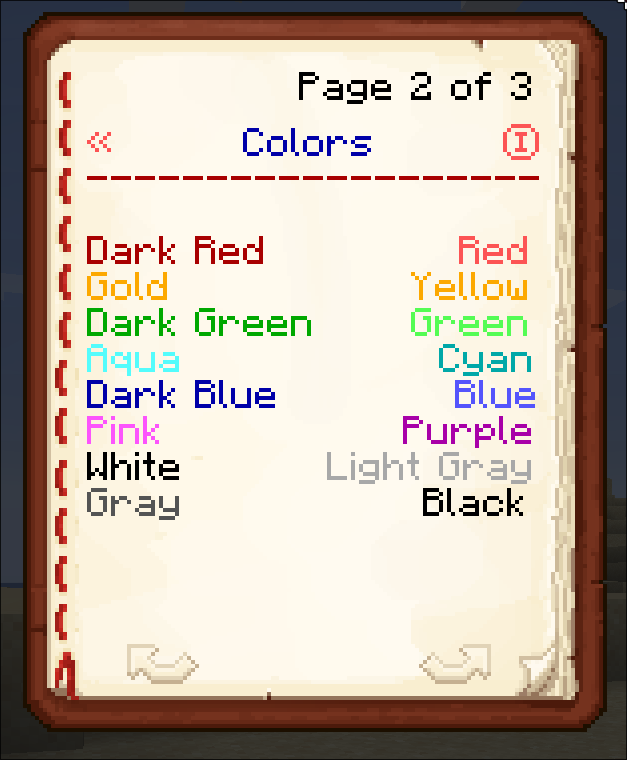 Page 2 of 3
« Colors Ⓘ
--------------------
Dark Red Red
Gold Yellow
Dark Green Green
Aqua Cyan
Dark Blue Blue
Pink Purple
White Light Gray
Gray Black